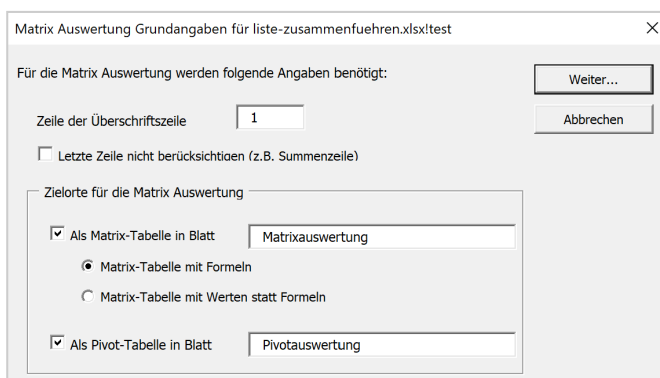 Matrix Auswertung Grundangaben für liste-zusammenfuehren.xlsx!test
Für die Matrix Auswertung werden folgende Angaben benötigt:
Weiter...
Zeile der Überschriftszeile 1
Abbrechen
Letzte Zeile nicht berücksichtigen (z.B. Summenzeile)
Zielorte für die Matrix Auswertung
Als Matrix-Tabelle in Blatt Matrixauswertung
Matrix-Tabelle mit Formeln
Matrix-Tabelle mit Werten statt Formeln
Als Pivot-Tabelle in Blatt Pivotauswertung